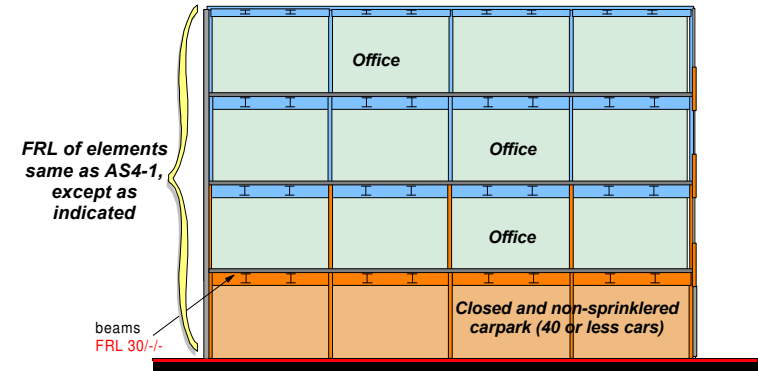 Office
FRL of elements
same as AS4-1,
except as
indicated
Office
Office
Closed and non-sprinklered
carpark (40 or less cars)
beams
FRL 30/-/-